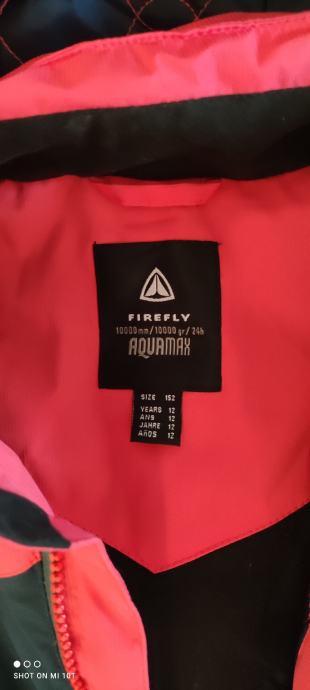 FIREFLY
10000mm/10000gr/24h
AQUAMAX
SIZE 152
YEARS 12
ANS 12
JAHRE 12
AÑOS 12
SHOT ON MI 10T